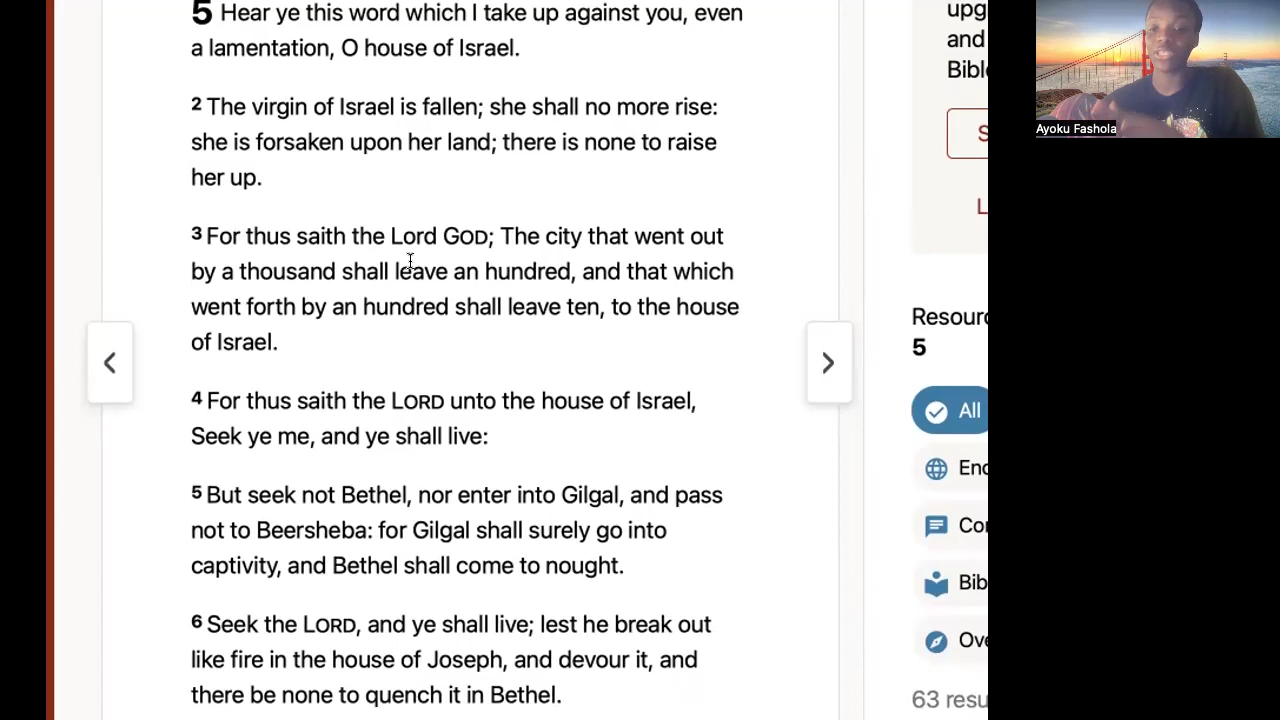 5 Hear ye this word which I take up against you, even
a lamentation, O house of Israel.
2 The virgin of Israel is fallen; she shall no more rise:
she is forsaken upon her land; there is none to raise
her up.
3 For thus saith the Lord GOD; The city that went out
by a thousand shall leave an hundred, and that which
went forth by an hundred shall leave ten, to the house
of Israel.
4 For thus saith the LORD unto the house of Israel,
Seek ye me, and ye shall live:
5 But seek not Bethel, nor enter into Gilgal, and pass
not to Beersheba: for Gilgal shall surely go into
captivity, and Bethel shall come to nought.
6 Seek the LORD, and ye shall live; lest he break out
like fire in the house of Joseph, and devour it, and
there be none to quench it in Bethel.
upg
and
Bible
S
L
Resourc
5
All
Enc
Cor
Bib
Ove
63 resu
Ayoku Fashola